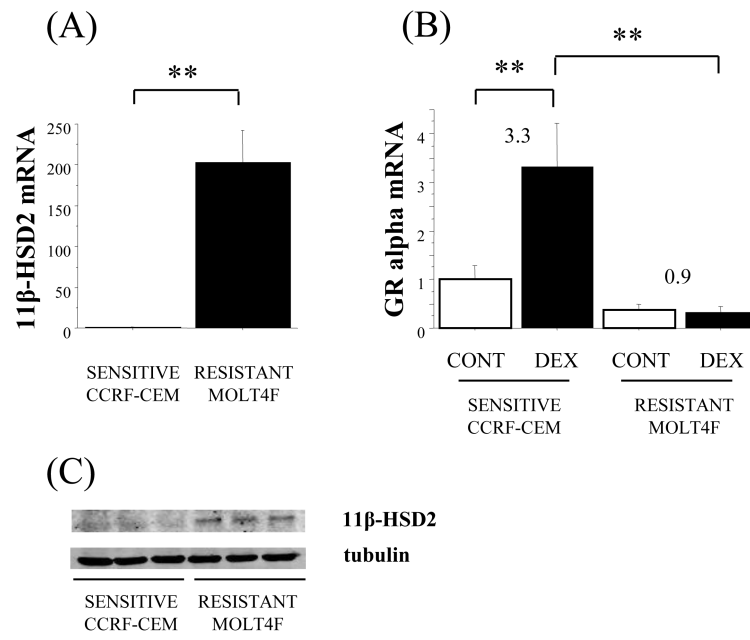 (A)
**
11β-HSD2 mRNA
250
200
150
100
50
0
SENSITIVE
CCRF-CEM
RESISTANT
MOLT4F
(B)
**
**
GR alpha mRNA
4
3
2
1
0
3.3
0.9
CONT
DEX
CONT
DEX
SENSITIVE
CCRF-CEM
RESISTANT
MOLT4F
(C)
11β-HSD2
tubulin
SENSITIVE
CCRF-CEM
RESISTANT
MOLT4F